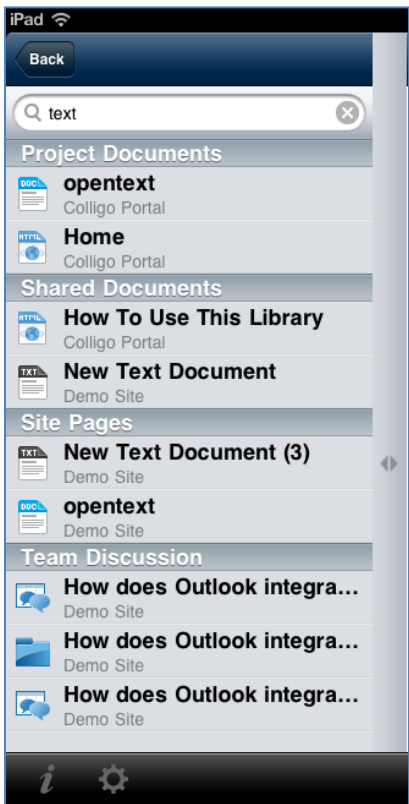 iPad
Back
text
Project Documents
DOC
opentext
Colligo Portal
HTML
Home
Colligo Portal
Shared Documents
HTML
How To Use This Library
Colligo Portal
TXT
New Text Document
Demo Site
Site Pages
TXT
New Text Document (3)
Demo Site
DOC
opentext
Demo Site
Team Discussion
How does Outlook integra...
Demo Site
How does Outlook integra...
Demo Site
How does Outlook integra...
Demo Site
i